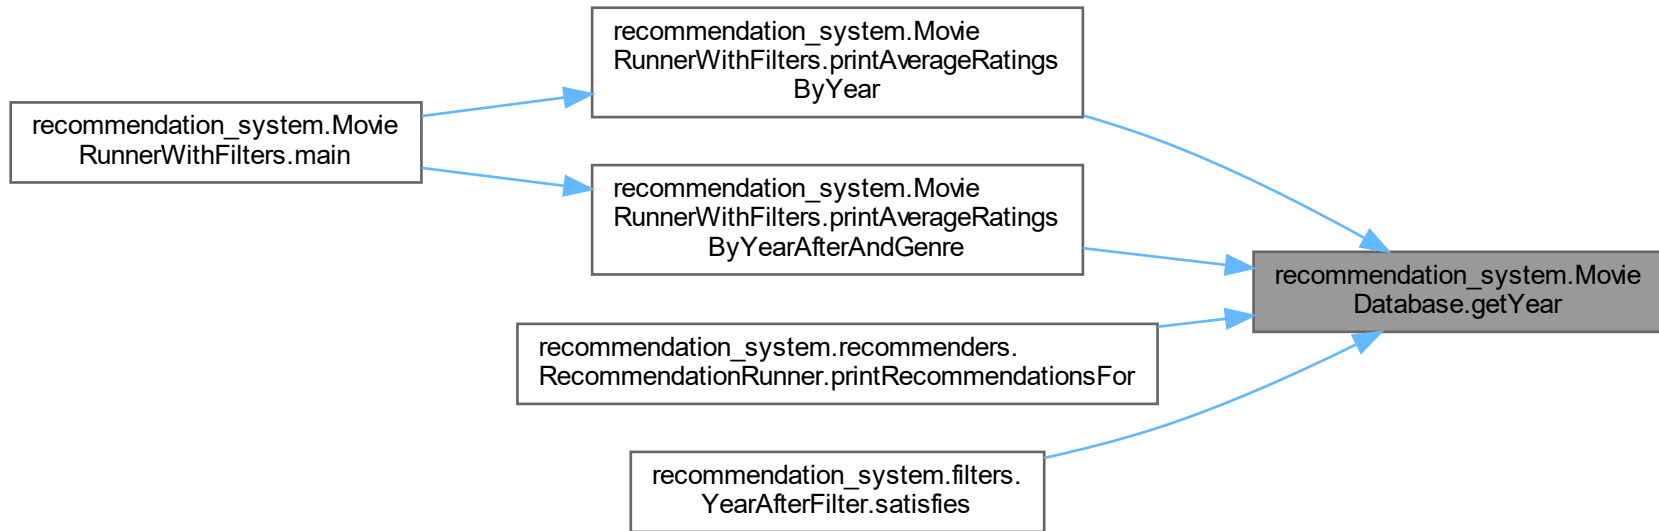 recommendation_system.Movie
RunnerWithFilters.main
recommendation_system.Movie
RunnerWithFilters.printAverageRatings
ByYear
recommendation_system.Movie
RunnerWithFilters.printAverageRatings
ByYearAfterAndGenre
recommendation_system.recommenders.
RecommendationRunner.printRecommendationsFor
recommendation_system.filters.
YearAfterFilter.satisfies
recommendation_system.Movie
Database.getYear